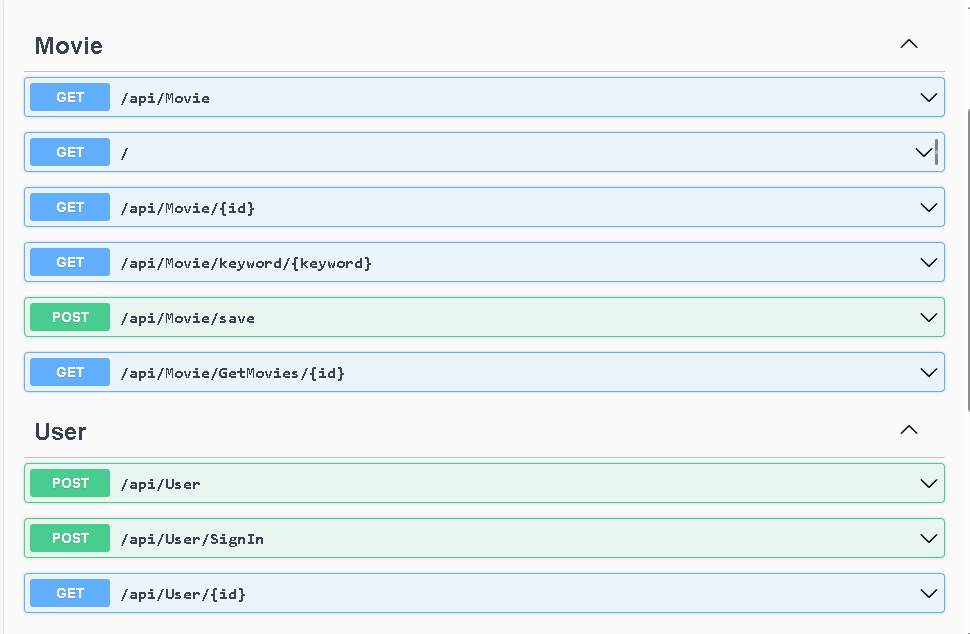 Movie
GET /api/Movie
GET /
GET /api/Movie/{id}
GET /api/Movie/keyword/{keyword}
POST /api/Movie/save
GET /api/Movie/GetMovies/{id}
User
POST /api/User
POST /api/User/SignIn
GET /api/User/{id}